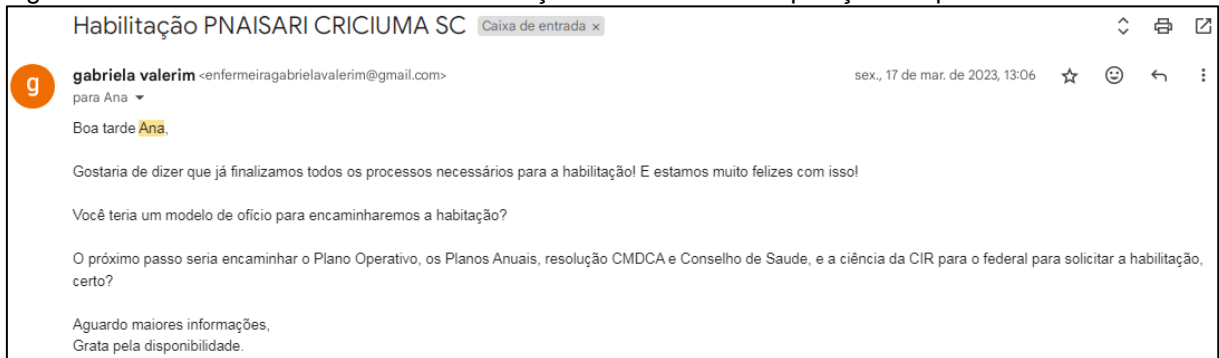 Habilitação PNAISARI CRICIUMA SC Caixa de entrada x
g
gabriela valerim <enfermeiragabrielavalerim@gmail.com> sex., 17 de mar. de 2023, 13:06
para Ana
Boa tarde Ana,
Gostaria de dizer que já finalizamos todos os processos necessários para a habilitação! E estamos muito felizes com isso!
Você teria um modelo de ofício para encaminharemos a habitação?
O próximo passo seria encaminhar o Plano Operativo, os Planos Anuais, resolução CMDCA e Conselho de Saude, e a ciência da CIR para o federal para solicitar a habilitação,
certo?
Aguardo maiores informações,
Grata pela disponibilidade.